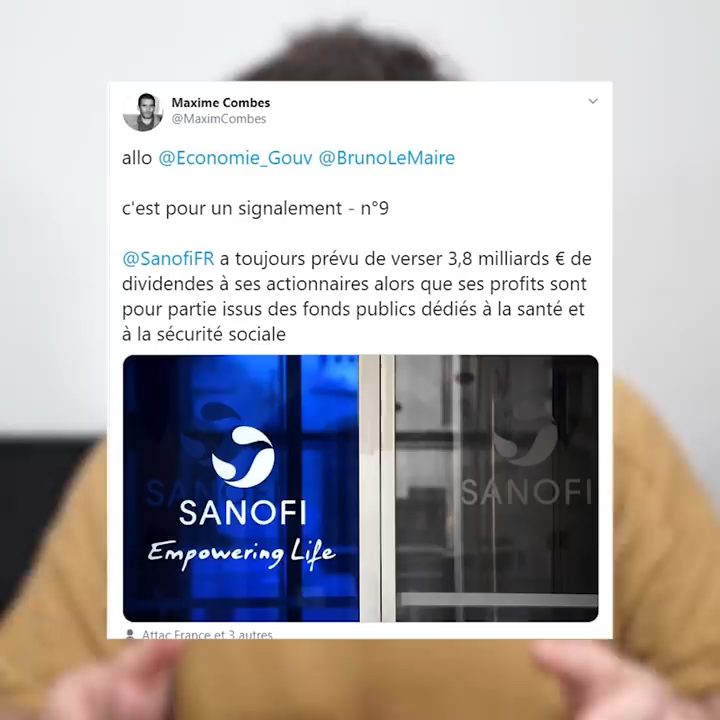 Maxime Combes
@MaximCombes
allo @Economie_Gouv @BrunoLeMaire
c'est pour un signalement - n°9
@SanofiFR a toujours prévu de verser 3,8 milliards € de
dividendes à ses actionnaires alors que ses profits sont
pour partie issus des fonds publics dédiés à la santé et
à la sécurité sociale
SANOFI
Empowering Life
SANOFI
Attac France et 3 autres